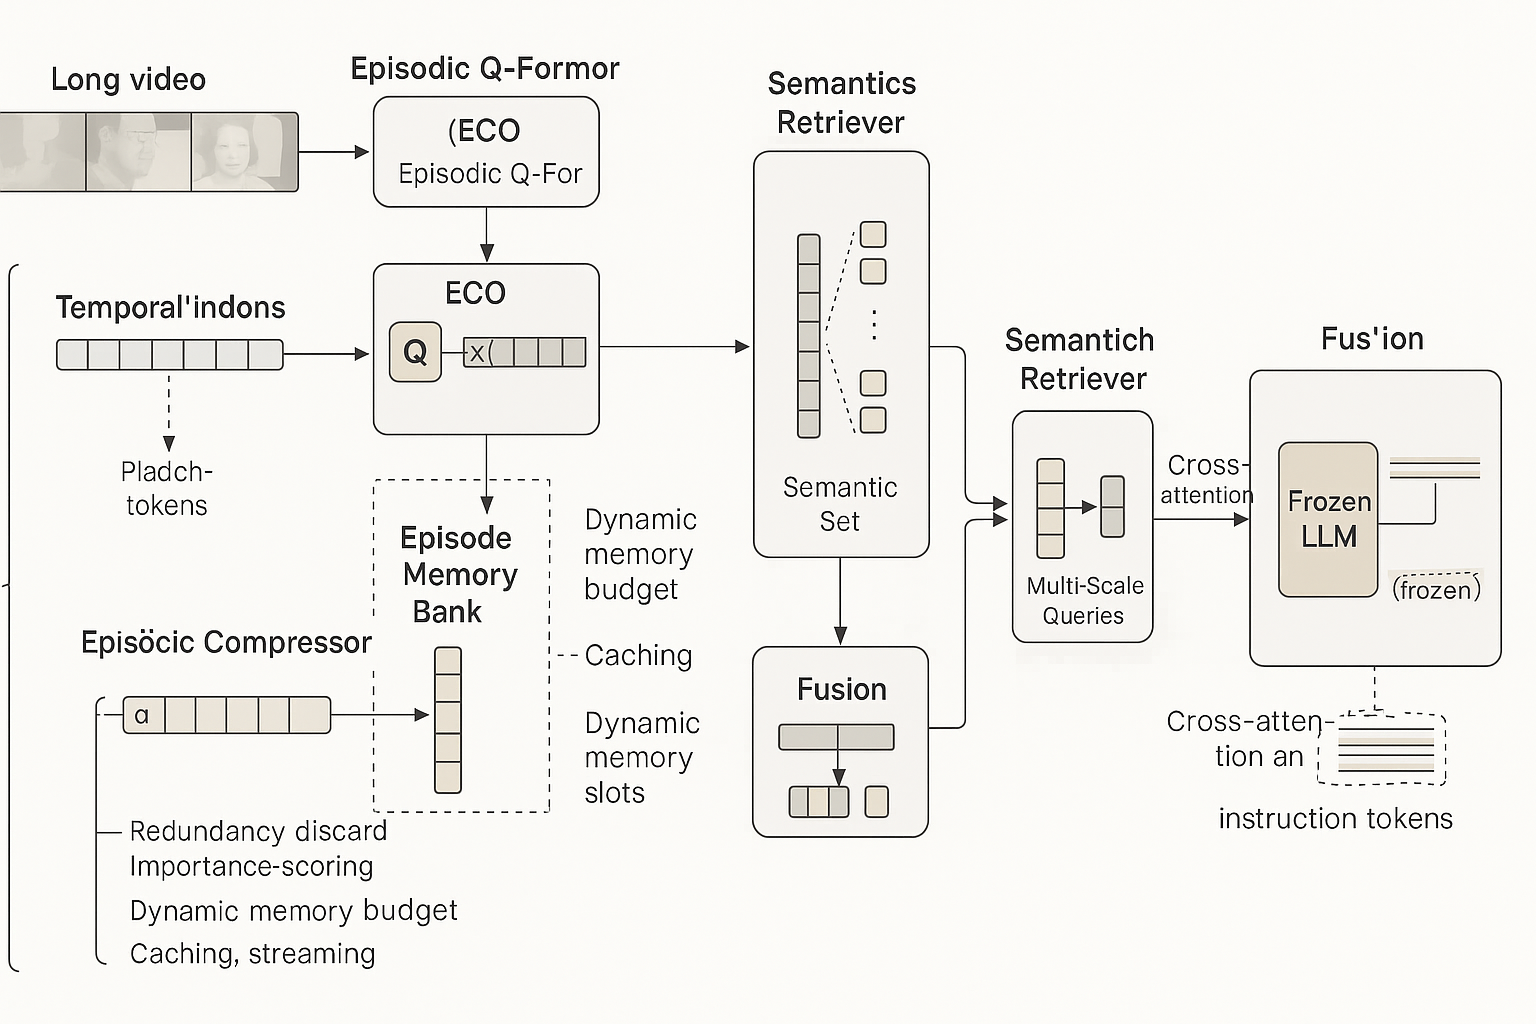 Long video
Episodic Q-Formor
(ECO
Episodic Q-For
Temporal'indons
Pladch-
tokens
ECO
Q
x(
Episode
Memory
Bank
Dynamic
memory
budget
Caching
Dynamic
memory
slots
Episöcic Compressor
a
Redundancy discard
Importance-scoring
Dynamic memory budget
Caching, streaming
Semantics
Retriever
Semantic
Set
Fusion
Semantich
Retriever
Multi-Scale
Queries
Cross-
attention
Fus'ion
Frozen
LLM
(frozen)
Cross-atten-
tion an
instruction tokens